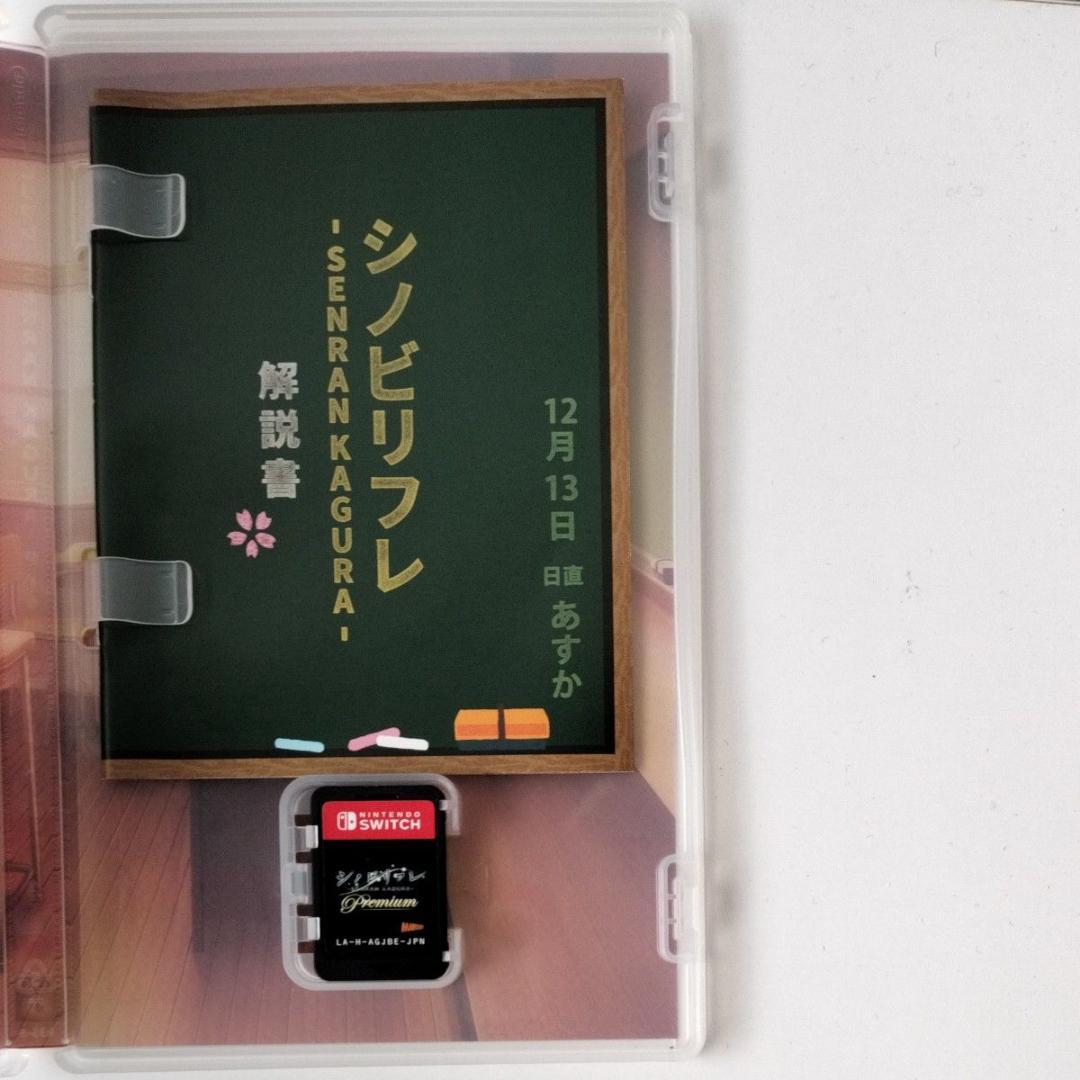 12月13日 日直 あすか
シノビリフレ
-SENRAN KAGURA-
解説書
NINTENDO
SWITCH
シノビリフレ
-SENRAN KAGURA-
Premium
LA-H-AGJBE-JPN